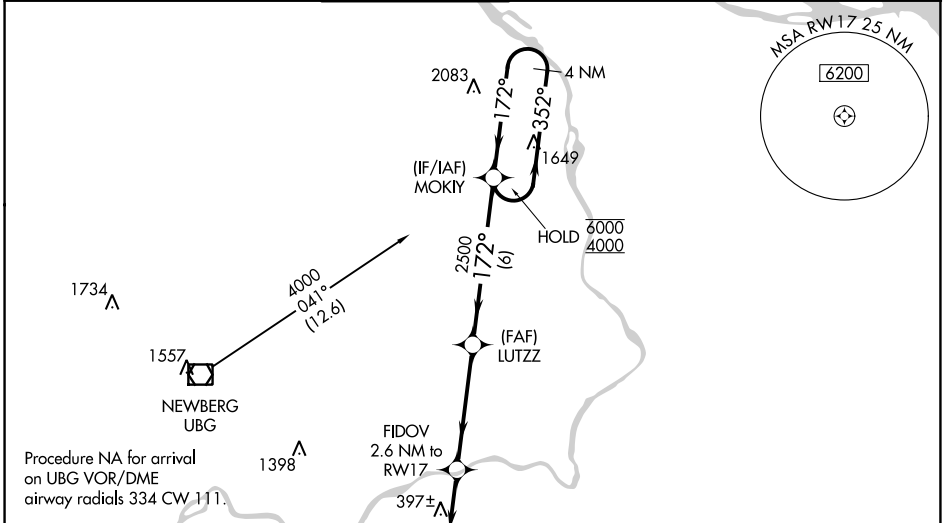 MSA RW17 25 NM
6200
2083
4 NM
172°
352°
1649
(IF/IAF)
MOKIY
HOLD 6000
4000
2500
172°
(6)
4000
041°
(12.6)
1734
(FAF)
LUTZZ
1557
NEWBERG
UBG
FIDOV
2.6 NM to
RW17
1398
397±
Procedure NA for arrival
on UBG VOR/DME
airway radials 334 CW 111.